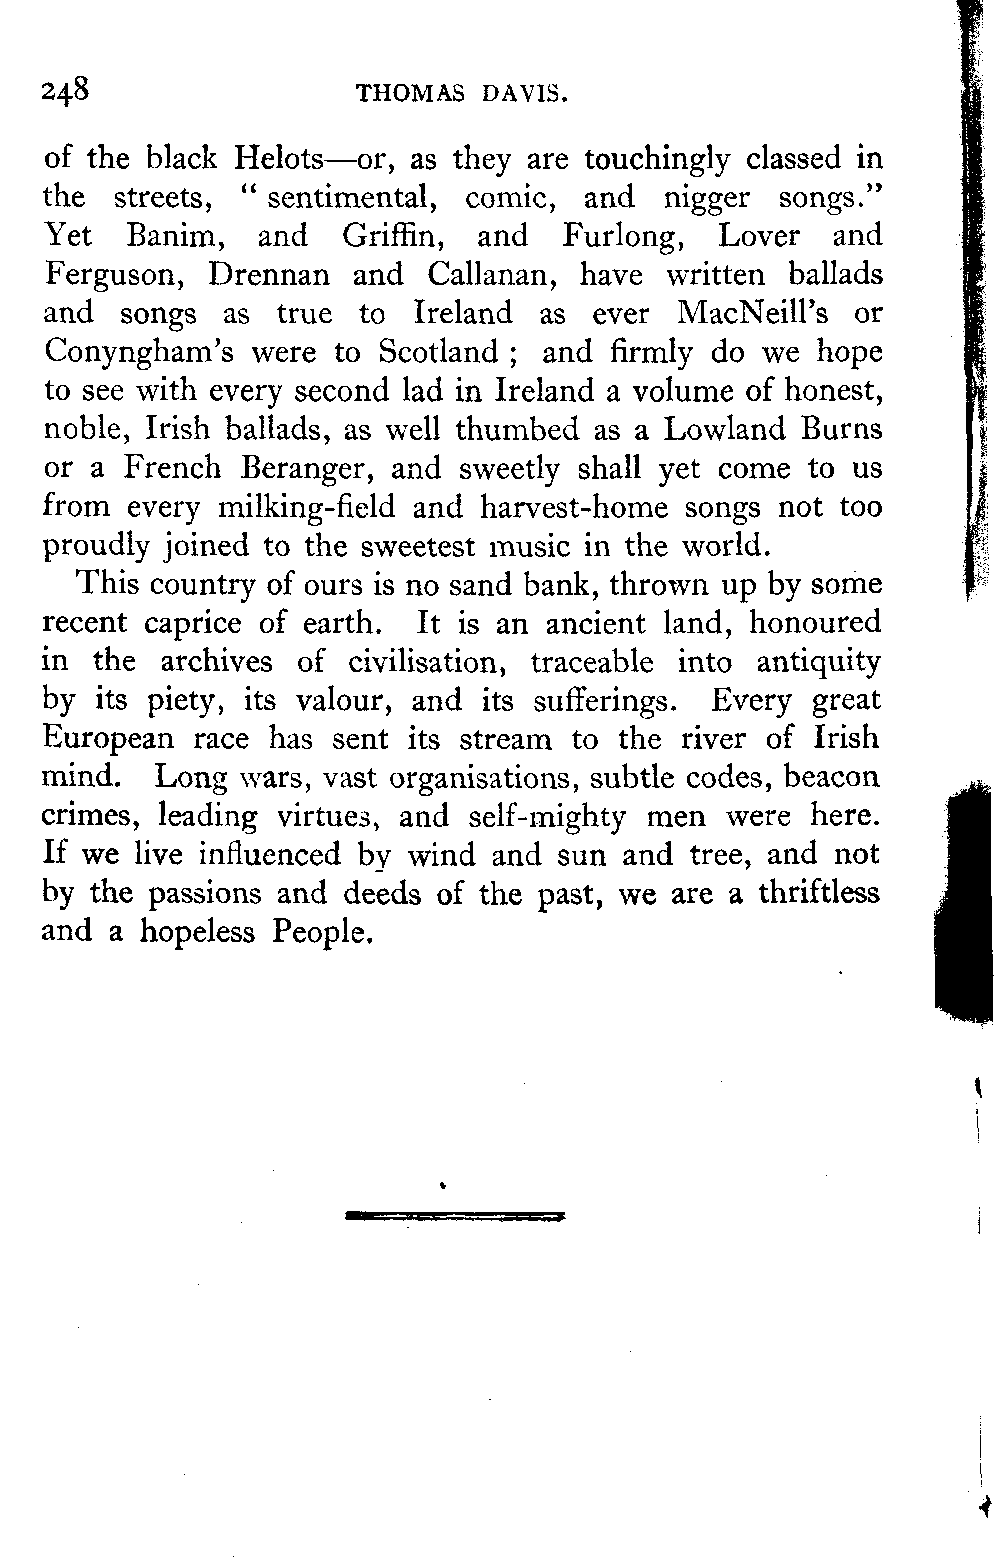 248 THOMAS DAVIS.
of the black Helots—or, as they are touchingly classed in
the streets, “ sentimental, comic, and nigger songs.”
Yet Banim, and Griffin, and Furlong, Lover and
Ferguson, Drennan and Callanan, have written ballads
and songs as true to Ireland as ever MacNeill’s or
Conyngham’s were to Scotland ; and firmly do we hope
to see with every second lad in Ireland a volume of honest,
noble, Irish ballads, as well thumbed as a Lowland Burns
or a French Beranger, and sweetly shall yet come to us
from every milking-field and harvest-home songs not too
proudly joined to the sweetest music in the world.
This country of ours is no sand bank, thrown up by some
recent caprice of earth. It is an ancient land, honoured
in the archives of civilisation, traceable into antiquity
by its piety, its valour, and its sufferings. Every great
European race has sent its stream to the river of Irish
mind. Long wars, vast organisations, subtle codes, beacon
crimes, leading virtues, and self-mighty men were here.
If we live influenced by wind and sun and tree, and not
by the passions and deeds of the past, we are a thriftless
and a hopeless People.